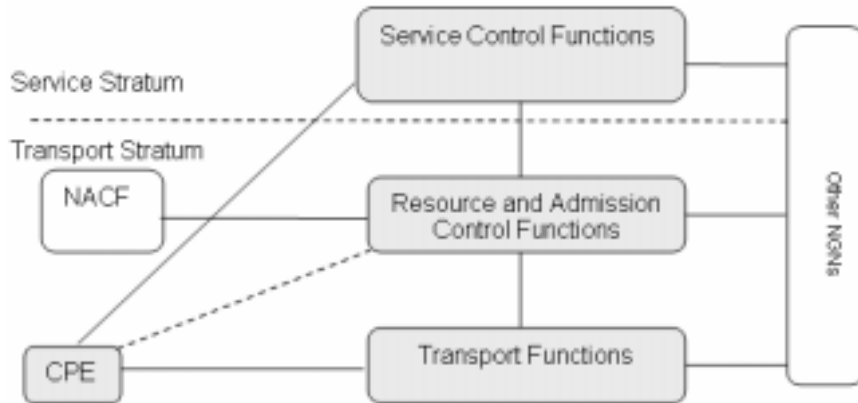 Service Control Functions
Service Stratum
Transport Stratum
NACF
Resource and Admission
Control Functions
Other NGNs
CPE
Transport Functions